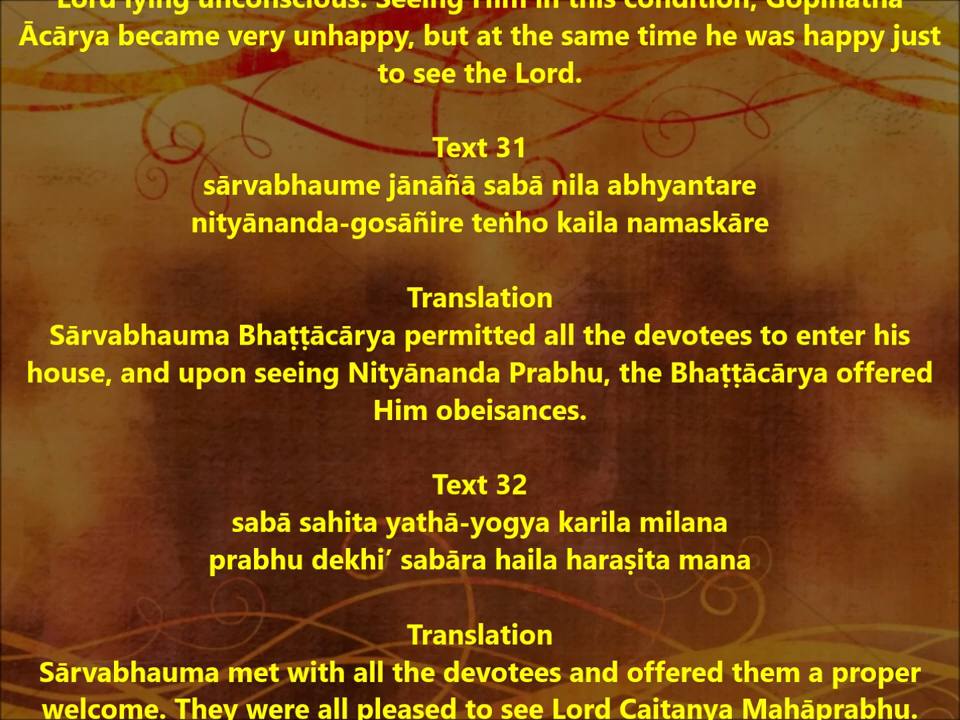 Lord lying unconscious. Seeing Him in this condition, Gopīnātha
Ācārya became very unhappy, but at the same time he was happy just
to see the Lord.
Text 31
sārvabhaume jānāñā sabā nila abhyantare
nityānanda-gosāñire teṅho kaila namaskāre
Translation
Sārvabhauma Bhaṭṭācārya permitted all the devotees to enter his
house, and upon seeing Nityānanda Prabhu, the Bhaṭṭācārya offered
Him obeisances.
Text 32
sabā sahita yathā-yogya karila milana
prabhu dekhi’ sabāra haila haraṣita mana
Translation
Sārvabhauma met with all the devotees and offered them a proper
welcome. They were all pleased to see Lord Caitanya Mahāprabhu.